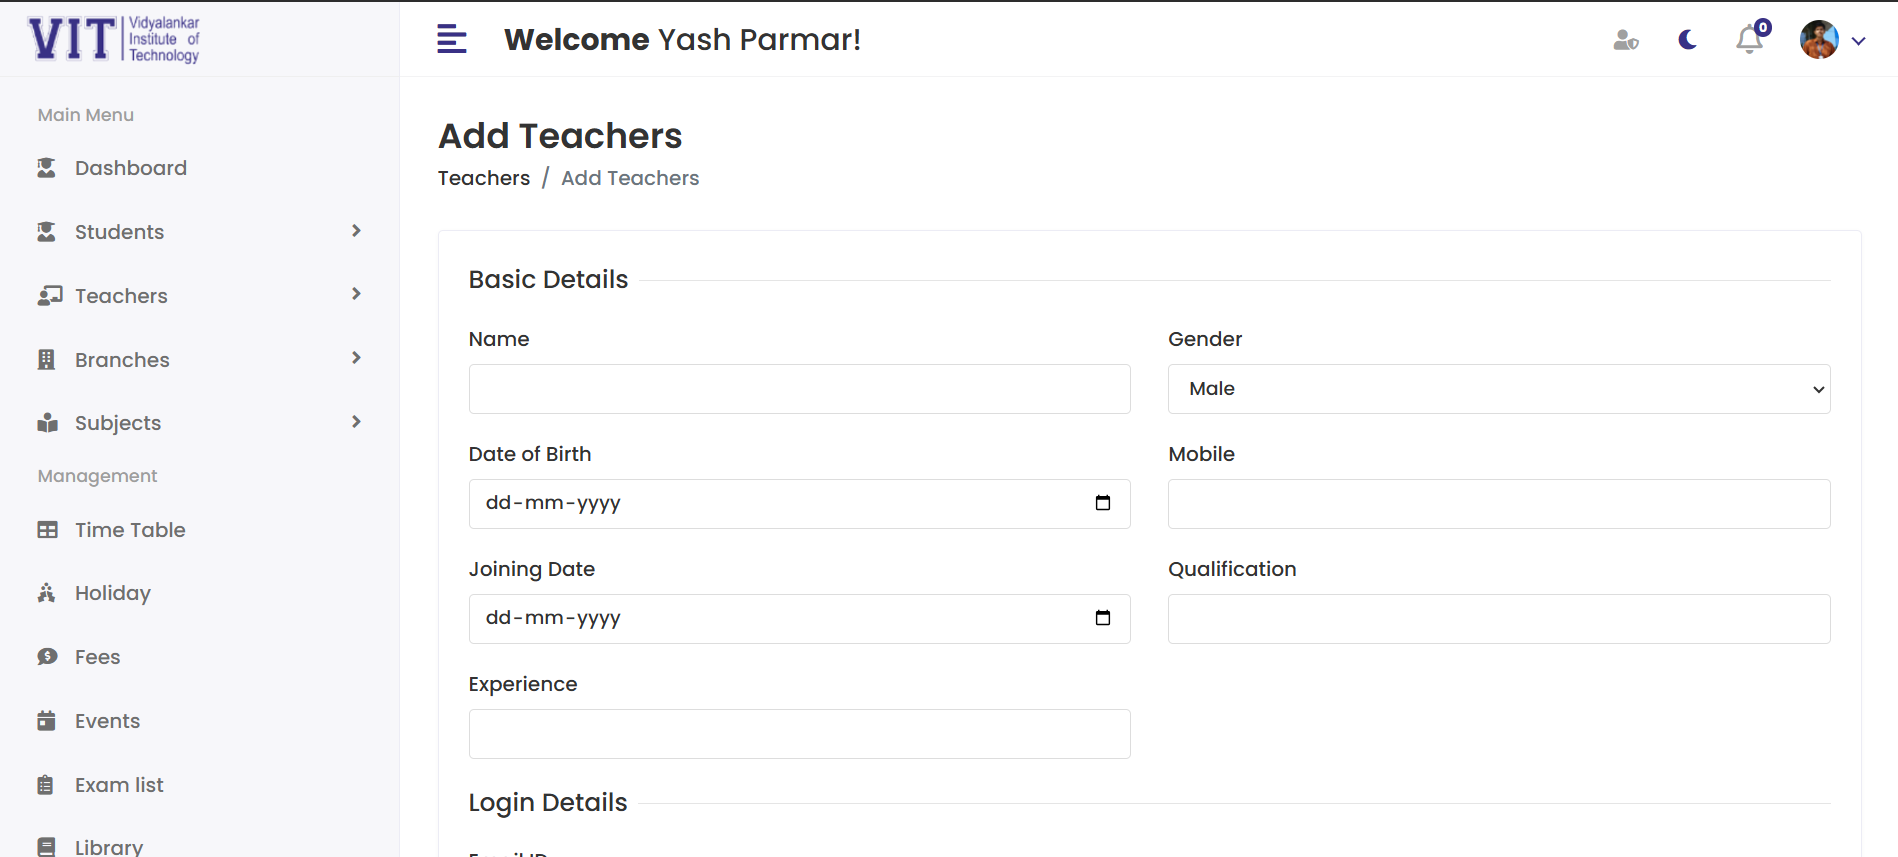 VIT
Vidyalankar
Institute of
Technology
Welcome Yash Parmar!
0
Main Menu
Dashboard
Students
Teachers
Branches
Subjects
Management
Time Table
Holiday
Fees
Events
Exam list
Library
Add Teachers
Teachers / Add Teachers
Basic Details
Name
Gender
Male
Date of Birth
Mobile
dd-mm-yyyy
Joining Date
Qualification
dd-mm-yyyy
Experience
Login Details
Email ID